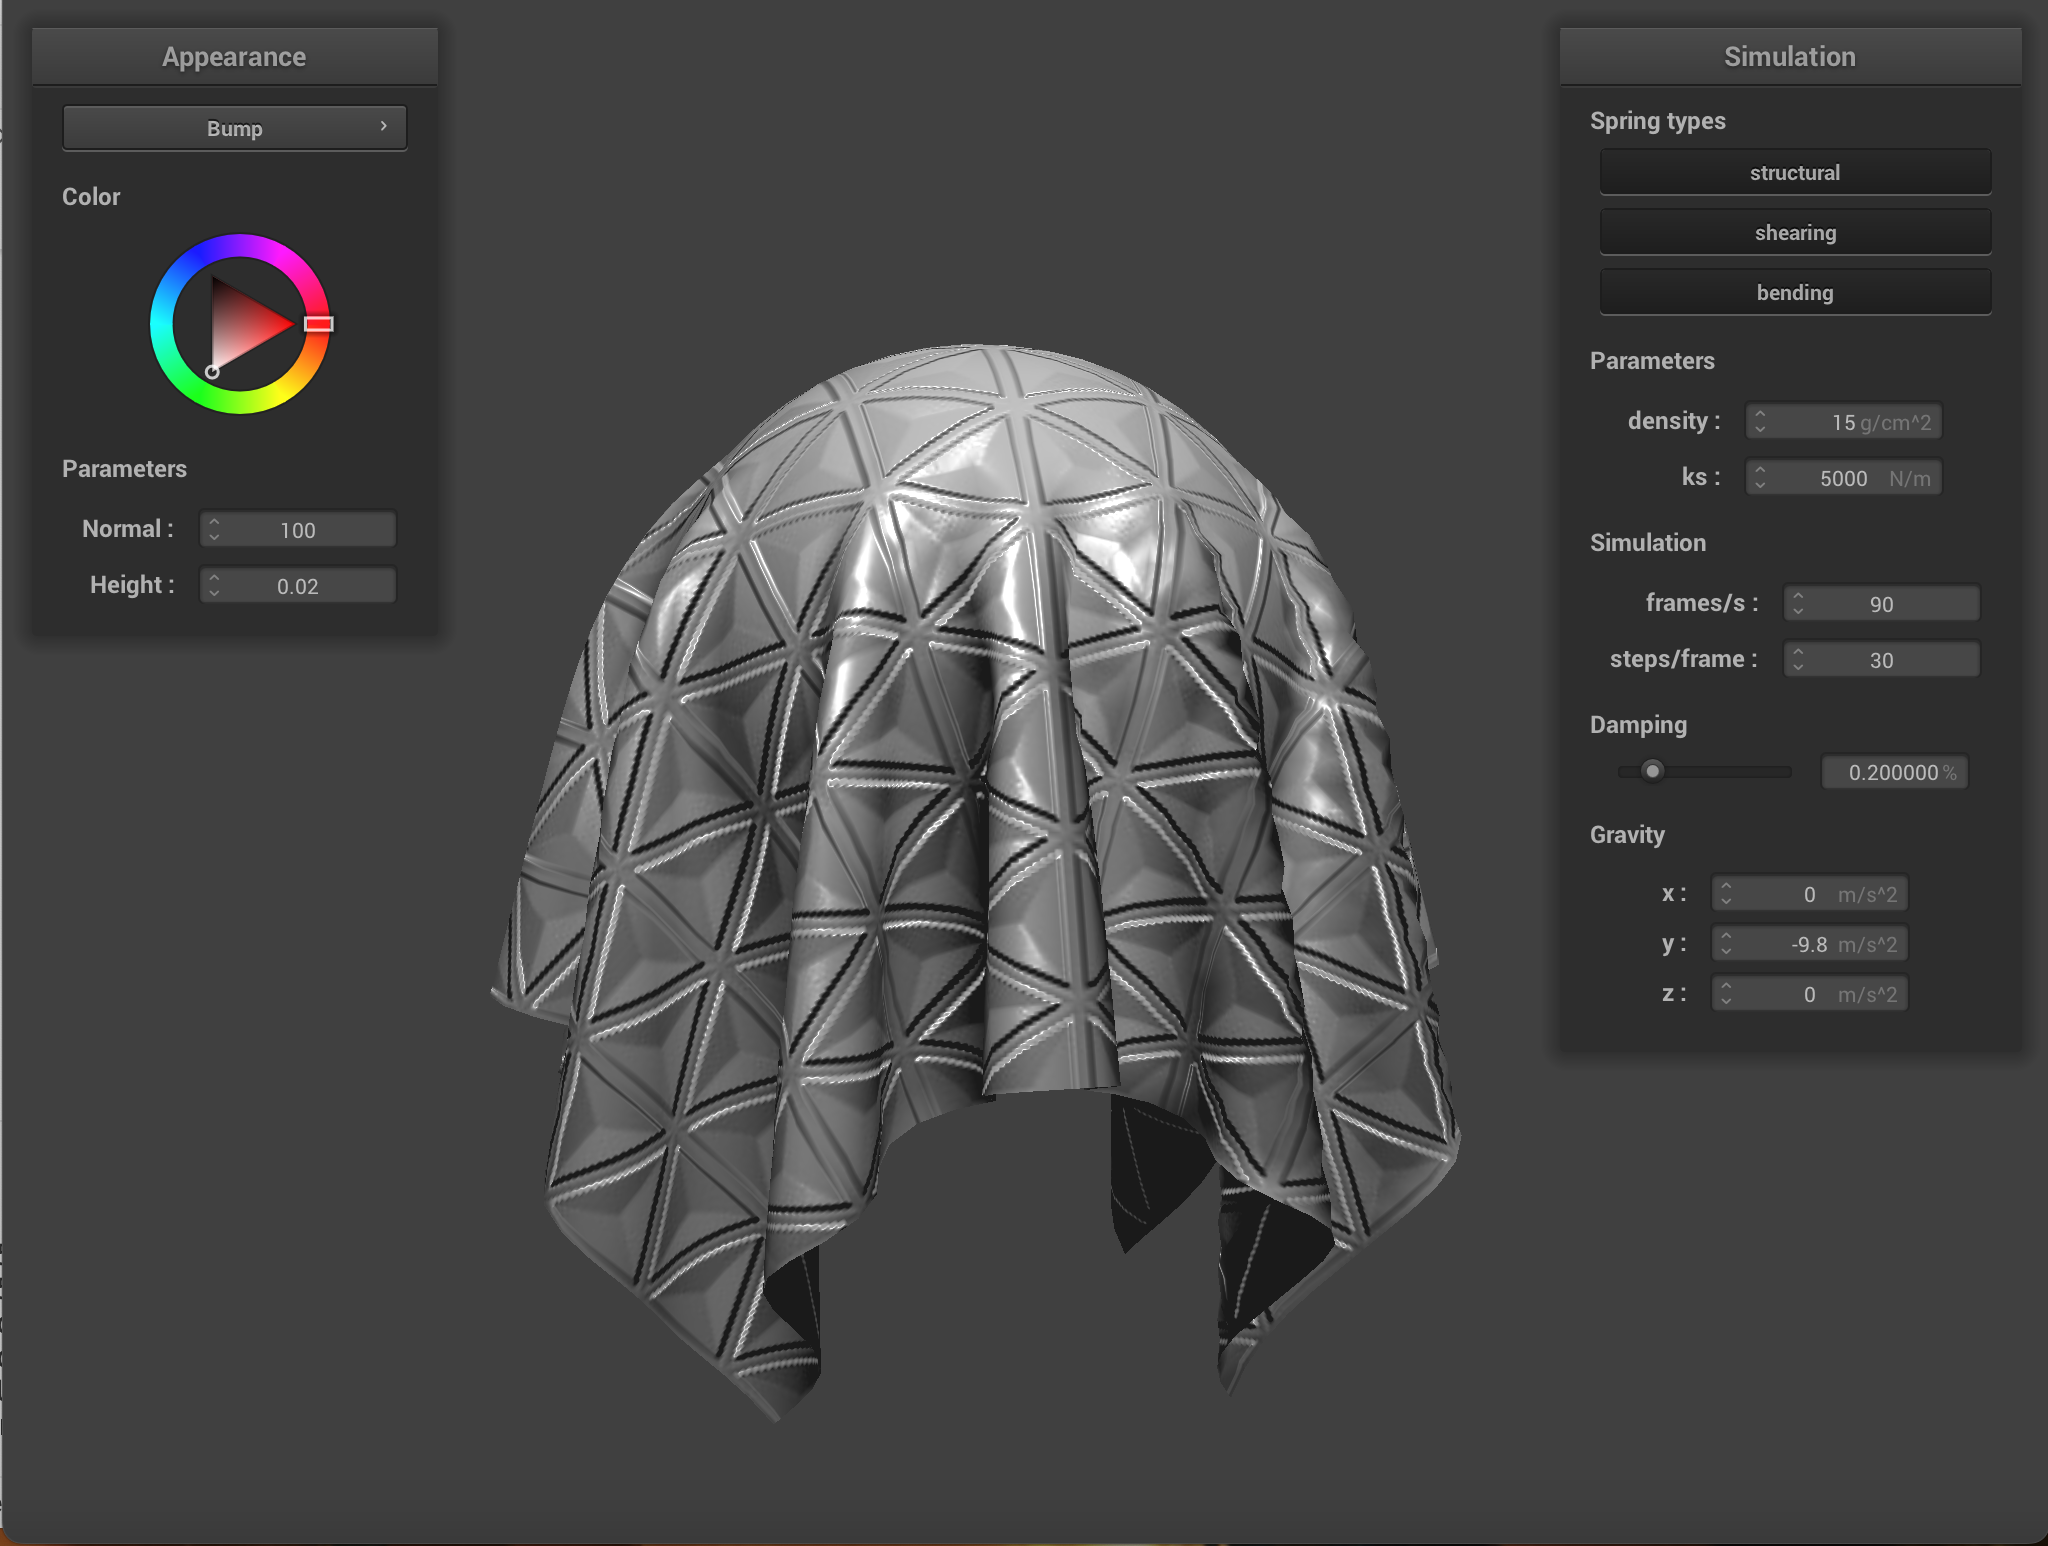 Appearance
Bump
Color
Parameters
Normal : 100
Height : 0.02
Simulation
Spring types
structural
shearing
bending
Parameters
density : 15 g/cm^2
ks : 5000 N/m
Simulation
frames/s : 90
steps/frame : 30
Damping
0.200000 %
Gravity
x : 0 m/s^2
y : -9.8 m/s^2
z : 0 m/s^2